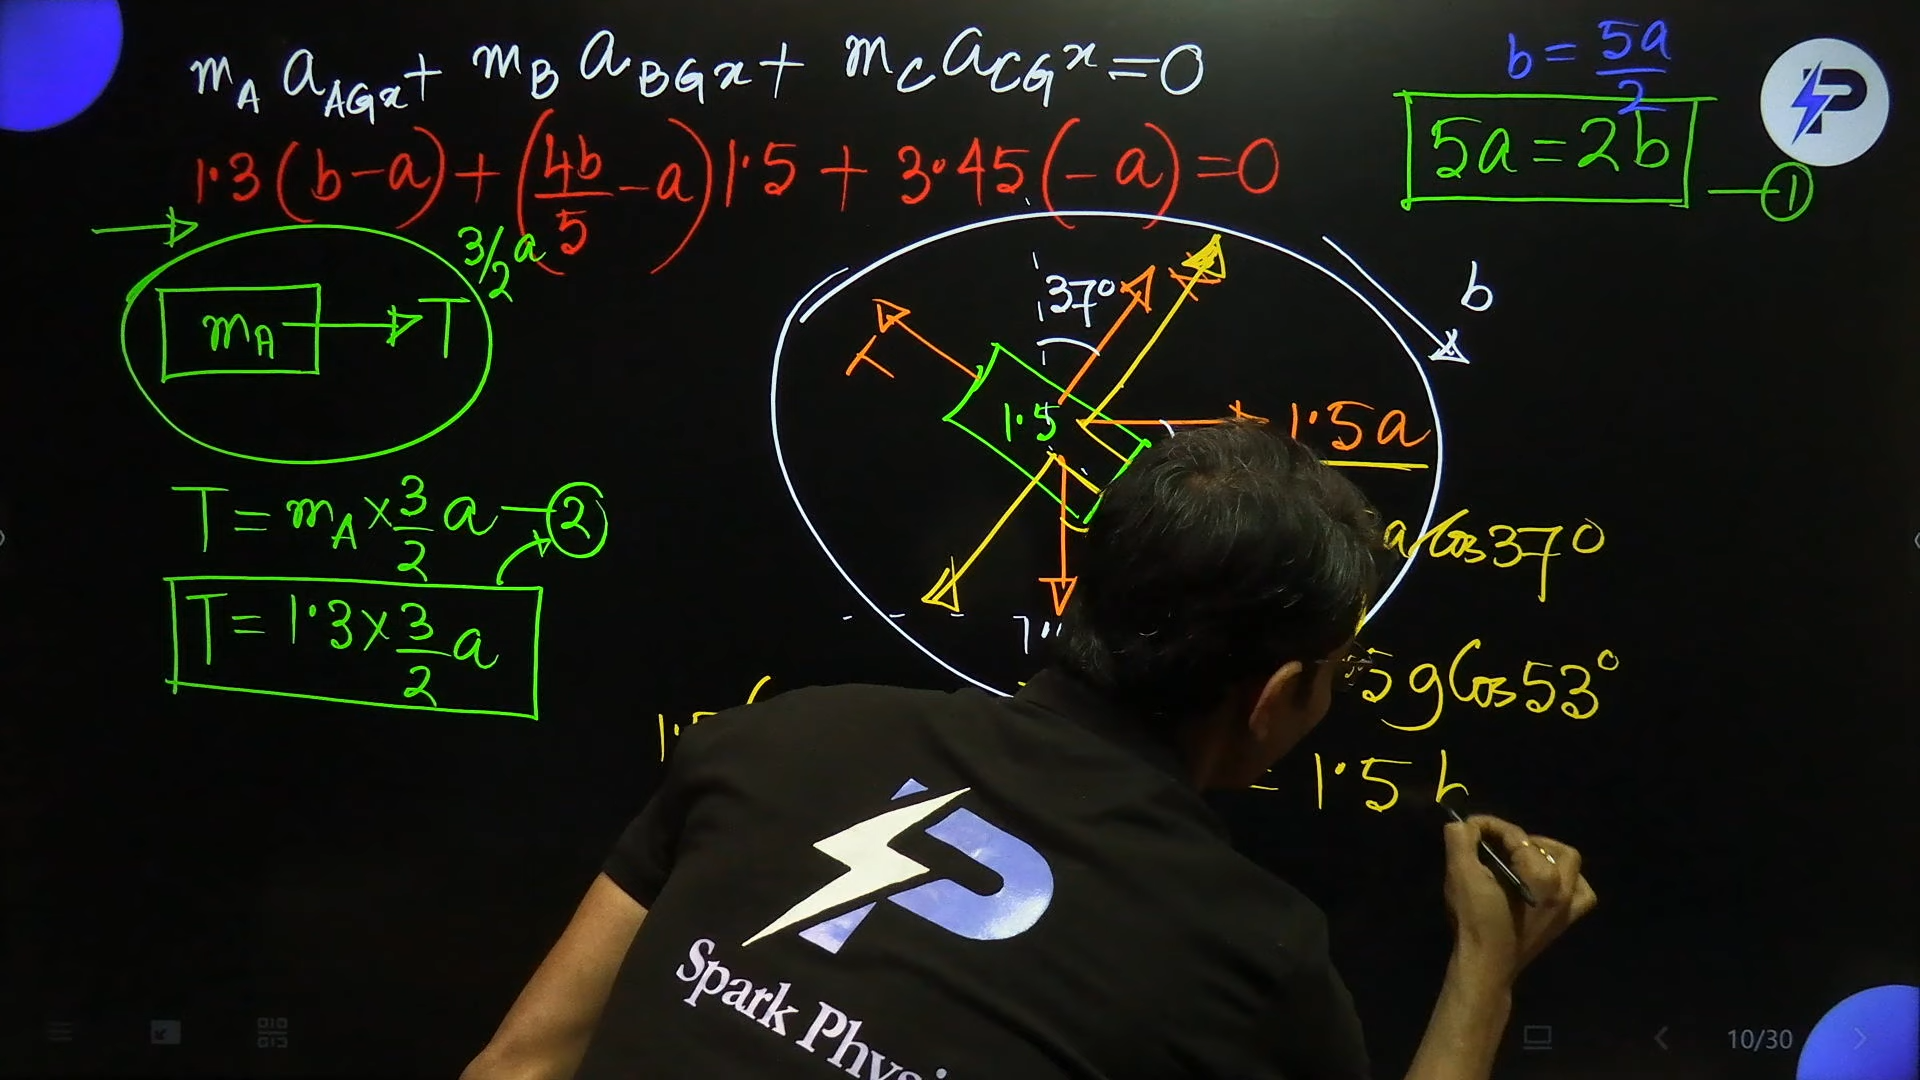 m_A a_AGx + m_B a_BGx + m_C a_CGx = 0
b = 5a/2
1.3(b-a) + (4b/5 - a)1.5 + 3.45(-a) = 0
5a = 2b — ①
P
3/2 a
m_A → T
37°
b
T
1.5
1.5a
T = m_A × 3/2 a — ②
a Cos37°
T = 1.3 × 3/2 a
5gCos53°
= 1.5 b
Spark Physi
10/30